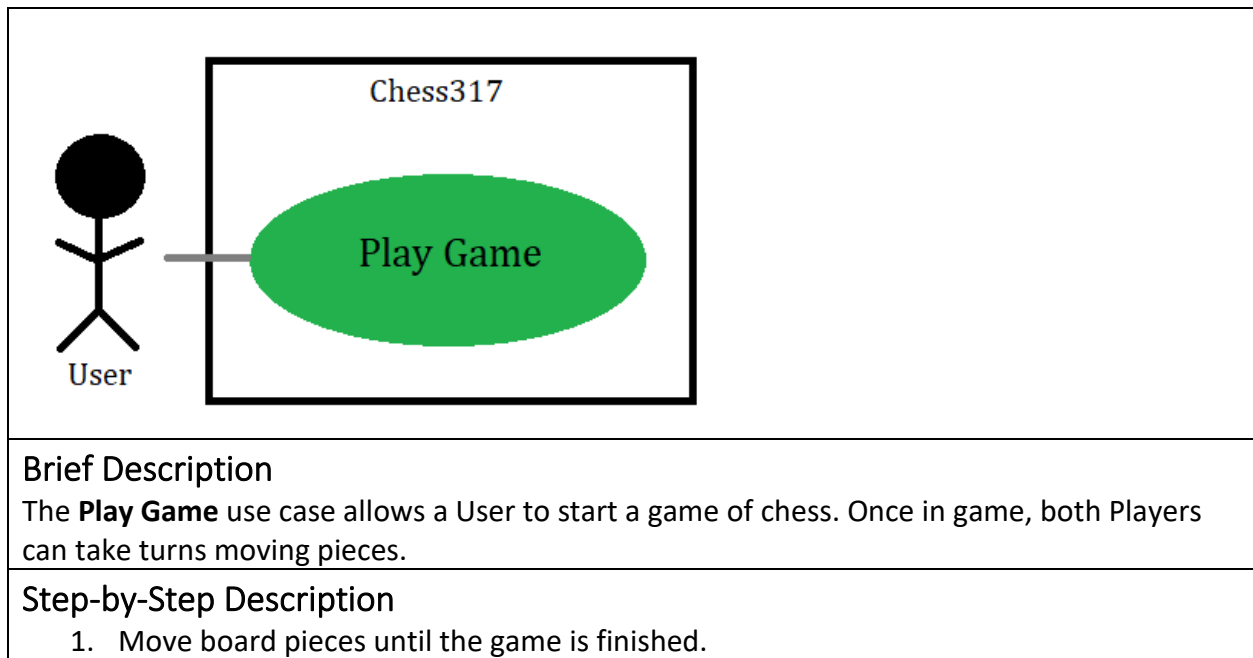 Chess317
Play Game
User
Brief Description
The Play Game use case allows a User to start a game of chess. Once in game, both Players
can take turns moving pieces.
Step-by-Step Description
1. Move board pieces until the game is finished.